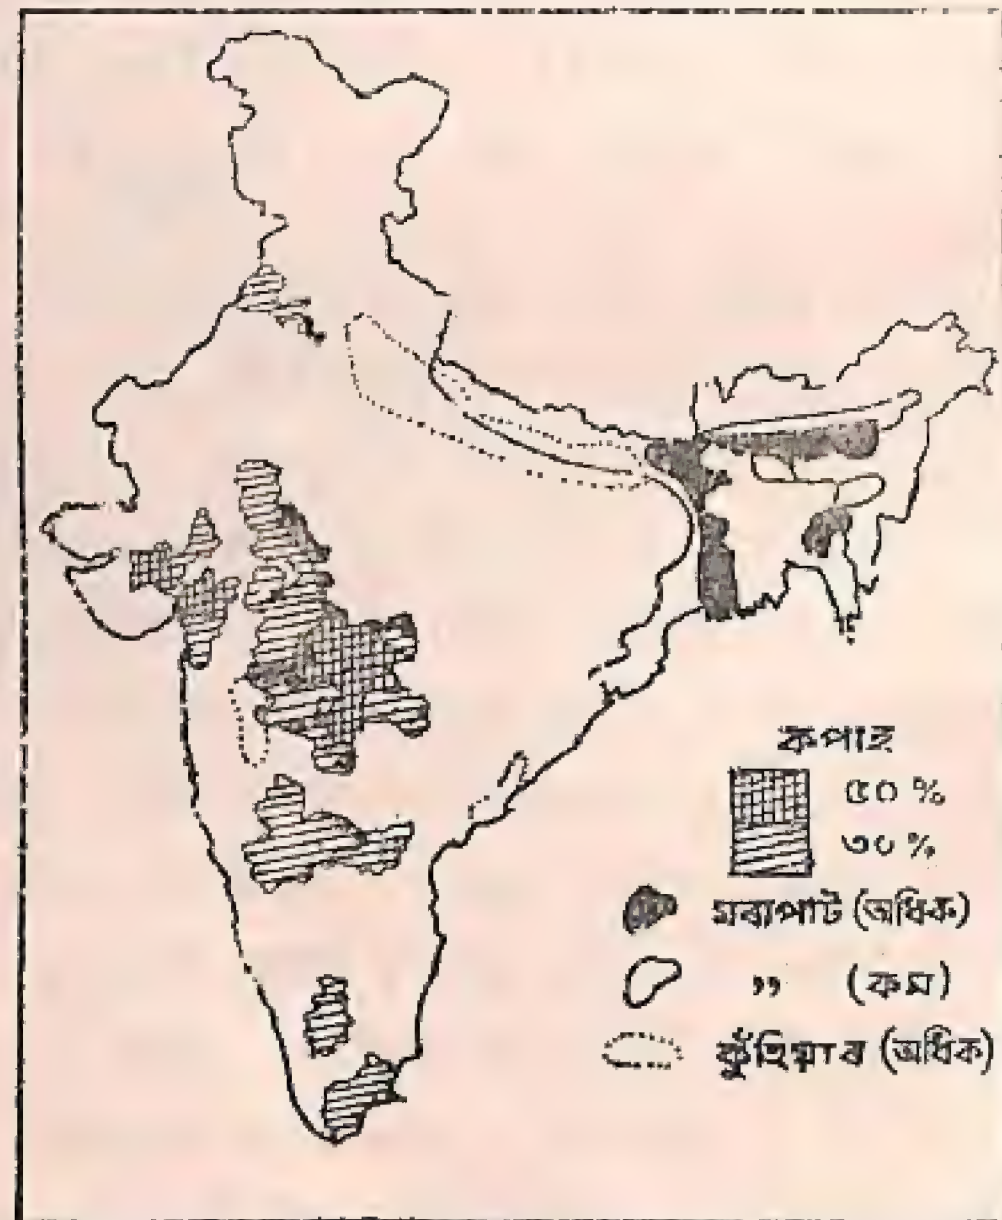 কপাহ
৫০ %
৩০ %
মৰাপাট (অধিক)
,, (কম)
কুঁহিয়াৰ (অধিক)